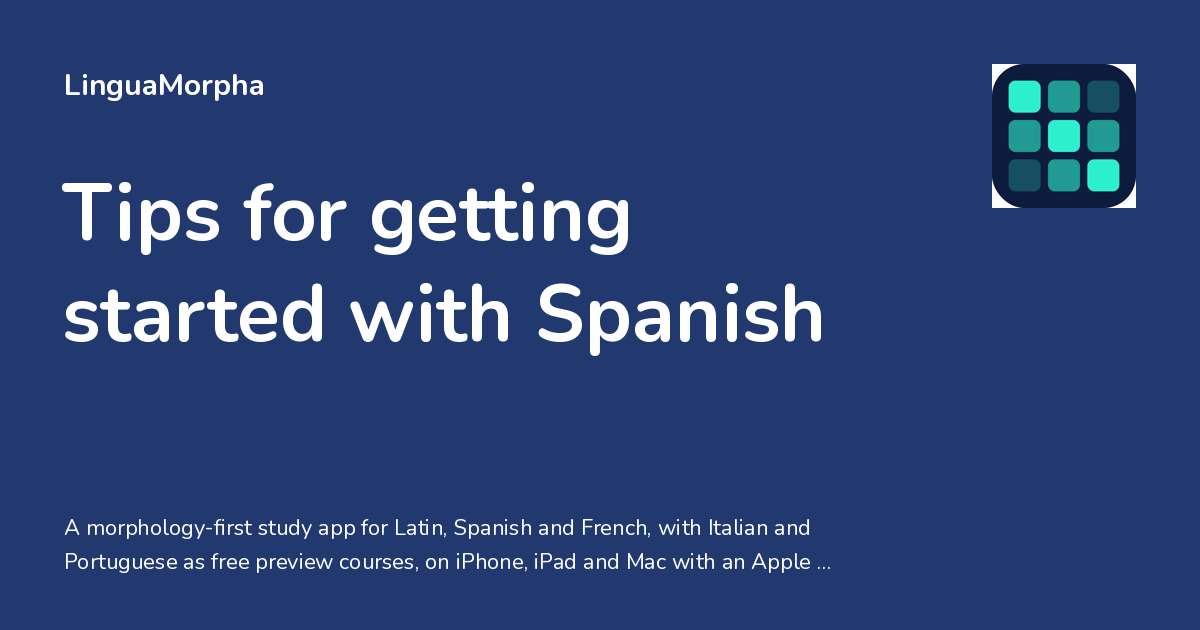 LinguaMorpha
Tips for getting
started with Spanish
A morphology-first study app for Latin, Spanish and French, with Italian and
Portuguese as free preview courses, on iPhone, iPad and Mac with an Apple ...